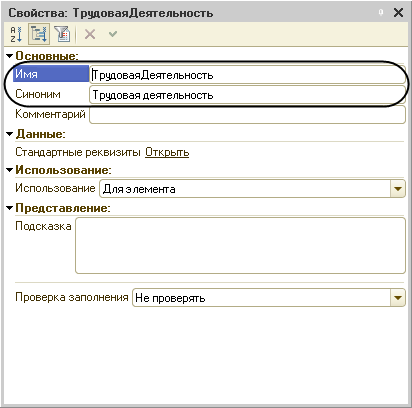 Свойства: ТрудоваяДеятельность
Основные:
Имя ТрудоваяДеятельность
Синоним Трудовая деятельность
Комментарий
Данные:
Стандартные реквизиты Открыть
Использование:
Использование Для элемента
Представление:
Подсказка
Проверка заполнения Не проверять